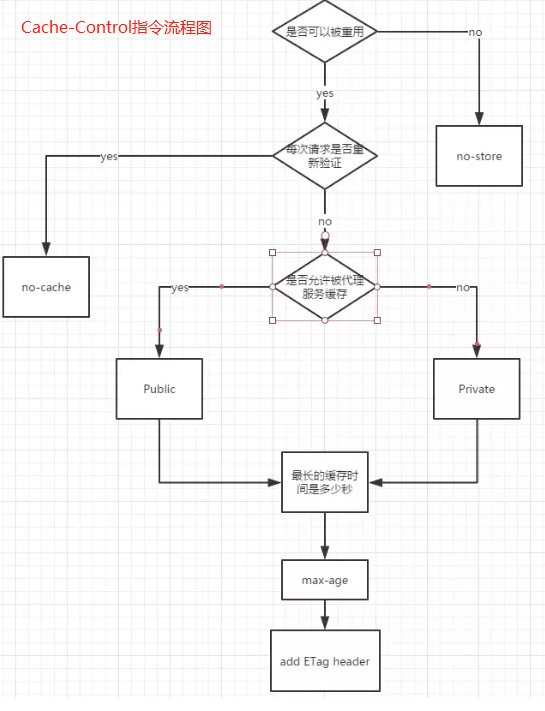 Cache-Control指令流程图
是否可以被重用
no
yes
no-store
每次请求是否重
新验证
yes
no
no-cache
是否允许被代理
服务缓存
yes
no
Public
Private
最长的缓存时
间是多少秒
max-age
add ETag header